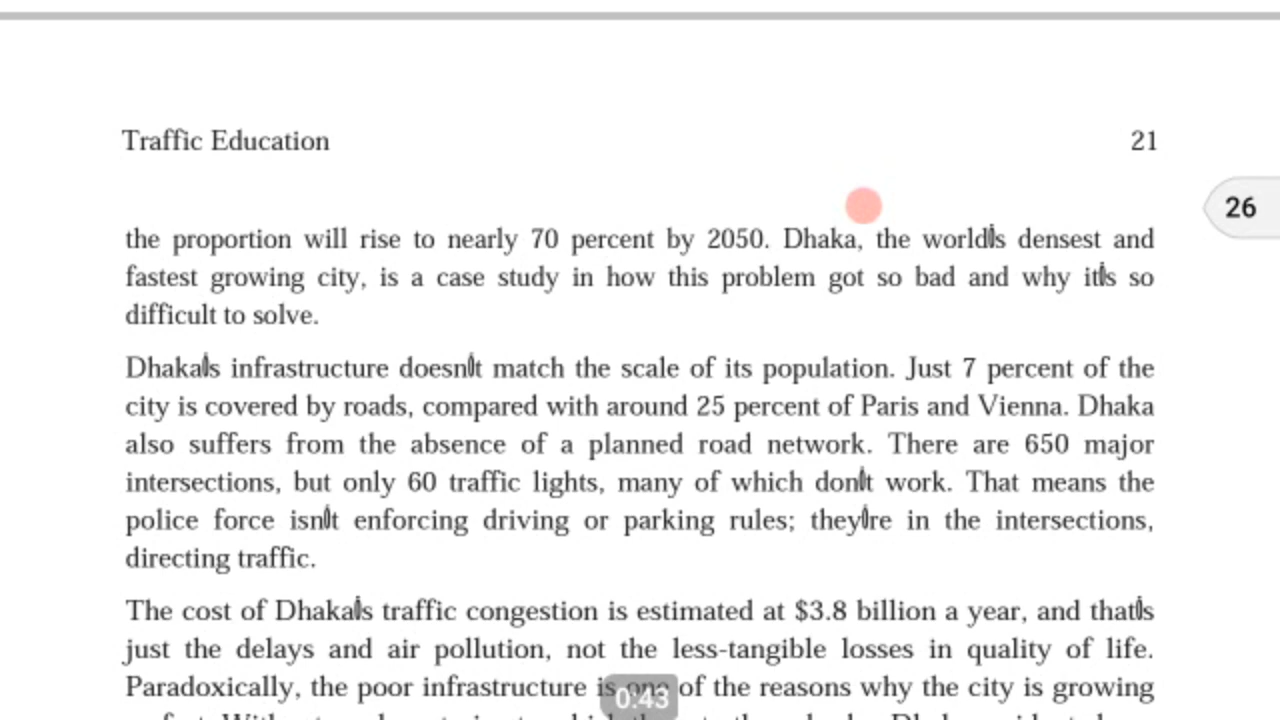 Traffic Education 21
26
the proportion will rise to nearly 70 percent by 2050. Dhaka, the world's densest and
fastest growing city, is a case study in how this problem got so bad and why it's so
difficult to solve.
Dhaka's infrastructure doesn't match the scale of its population. Just 7 percent of the
city is covered by roads, compared with around 25 percent of Paris and Vienna. Dhaka
also suffers from the absence of a planned road network. There are 650 major
intersections, but only 60 traffic lights, many of which don't work. That means the
police force isn't enforcing driving or parking rules; they're in the intersections,
directing traffic.
The cost of Dhaka's traffic congestion is estimated at $3.8 billion a year, and that's
just the delays and air pollution, not the less-tangible losses in quality of life.
Paradoxically, the poor infrastructure is one of the reasons why the city is growing
0:43